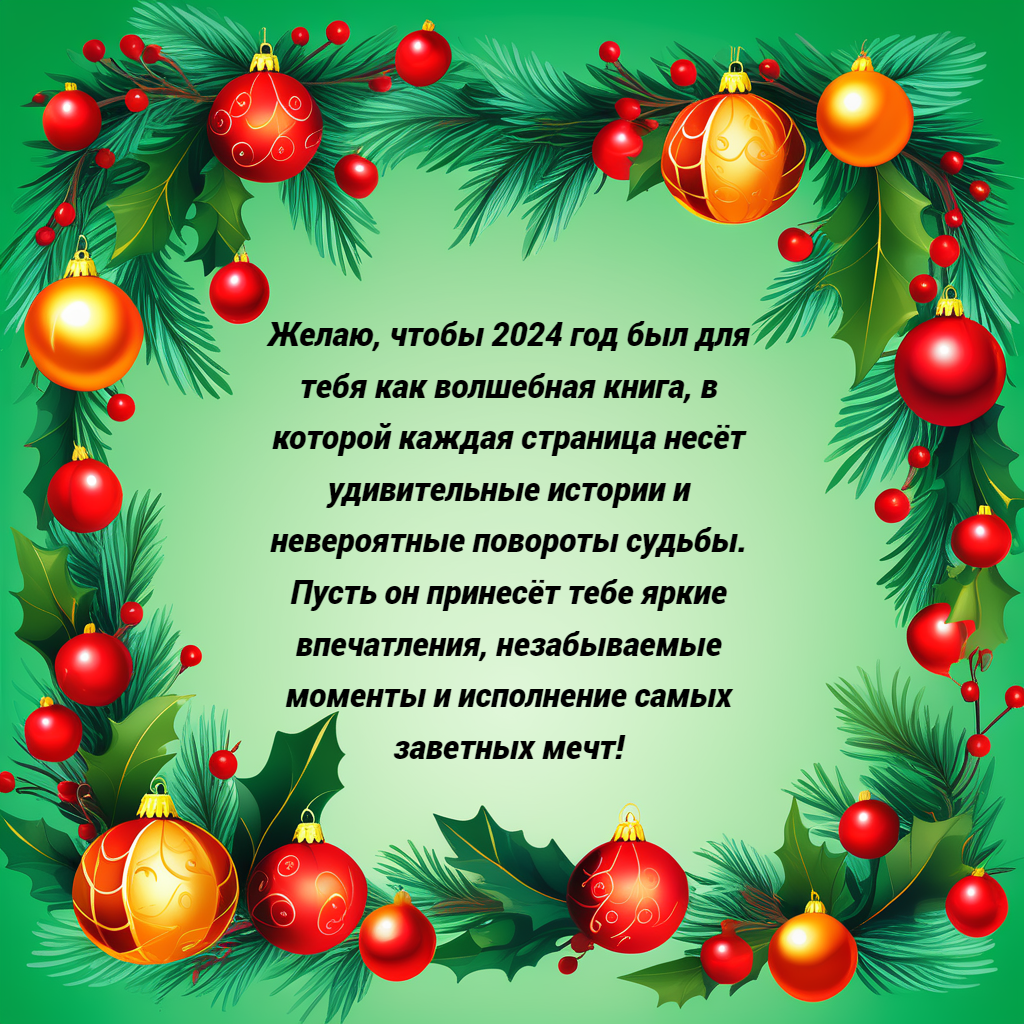 Желаю, чтобы 2024 год был для
тебя как волшебная книга, в
которой каждая страница несёт
удивительные истории и
невероятные повороты судьбы.
Пусть он принесёт тебе яркие
впечатления, незабываемые
моменты и исполнение самых
заветных мечт!